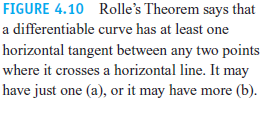 FIGURE 4.10 Rolle's Theorem says that
a differentiable curve has at least one
horizontal tangent between any two points
where it crosses a horizontal line. It may
have just one (a), or it may have more (b).